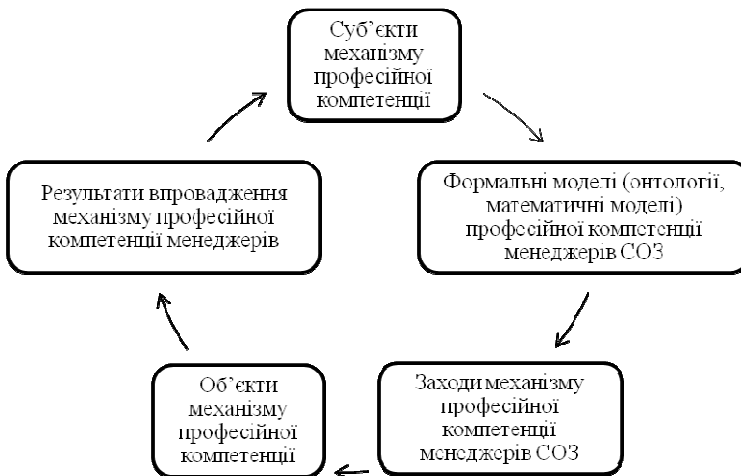 Суб’єкти
механізму
професійної
компетенції
Формальні моделі (онтології,
математичні моделі)
професійної компетенції
менеджерів СОЗ
Заходи механізму
професійної
компетенції
менеджерів СОЗ
Об’єкти
механізму
професійної
компетенції
Результати впровадження
механізму професійної
компетенції менеджерів